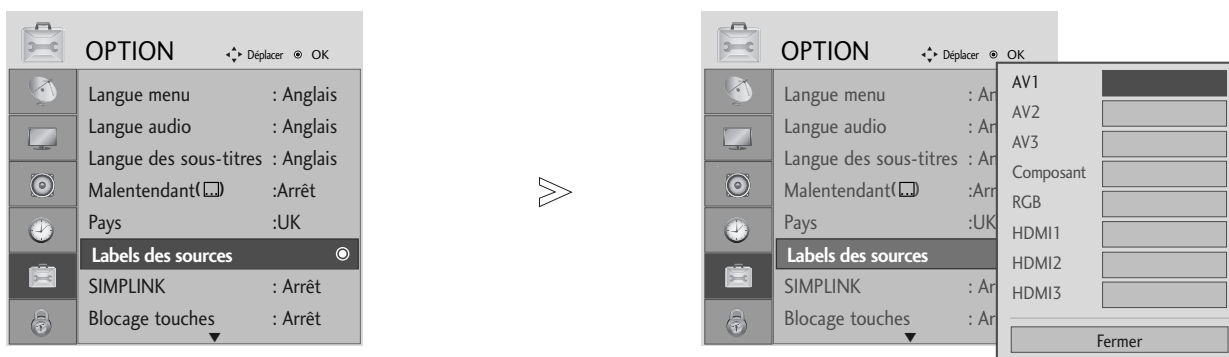 OPTION Déplacer OK
Langue menu : Anglais
Langue audio : Anglais
Langue des sous-titres : Anglais
Malentendant( ) :Arrêt
Pays :UK
Labels des sources
SIMPLINK : Arrêt
Blocage touches : Arrêt
OPTION Déplacer OK
Langue menu : An
Langue audio : An
Langue des sous-titres : An
Malentendant( ) :Arr
Pays :UK
Labels des sources
SIMPLINK : Ar
Blocage touches : Ar
AV1
AV2
AV3
Composant
RGB
HDMI1
HDMI2
HDMI3
Fermer